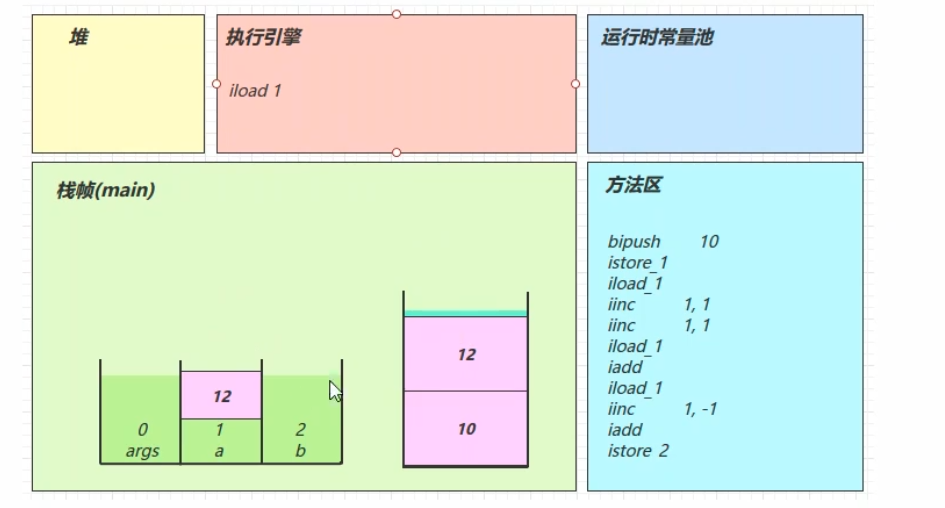 堆
执行引擎
iload 1
运行时常量池
栈帧(main)
12
0
args
1
a
2
b
12
10
方法区
bipush 10
istore_1
iload_1
iinc 1, 1
iinc 1, 1
iload_1
iadd
iload_1
iinc 1, -1
iadd
istore 2